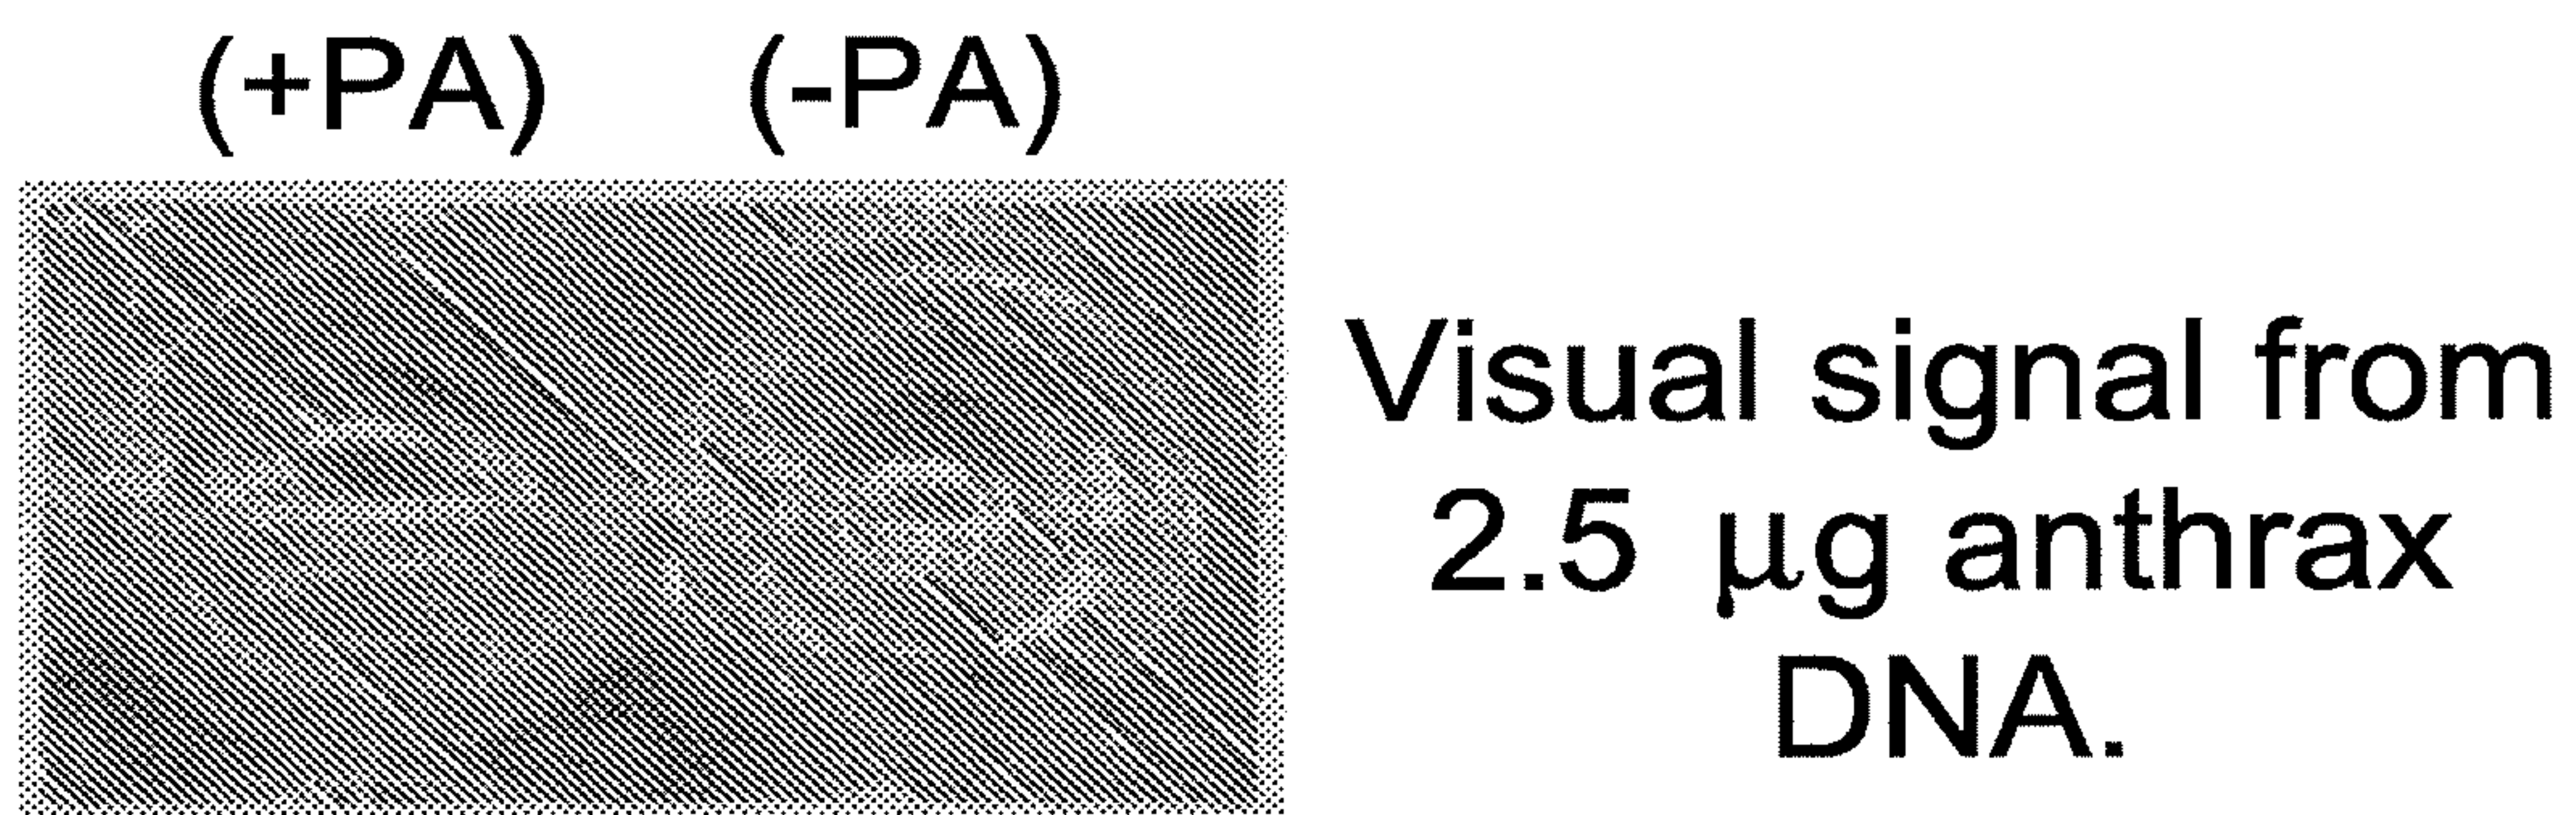 (+PA) (-PA)
Visual signal from
2.5 µg anthrax
DNA.